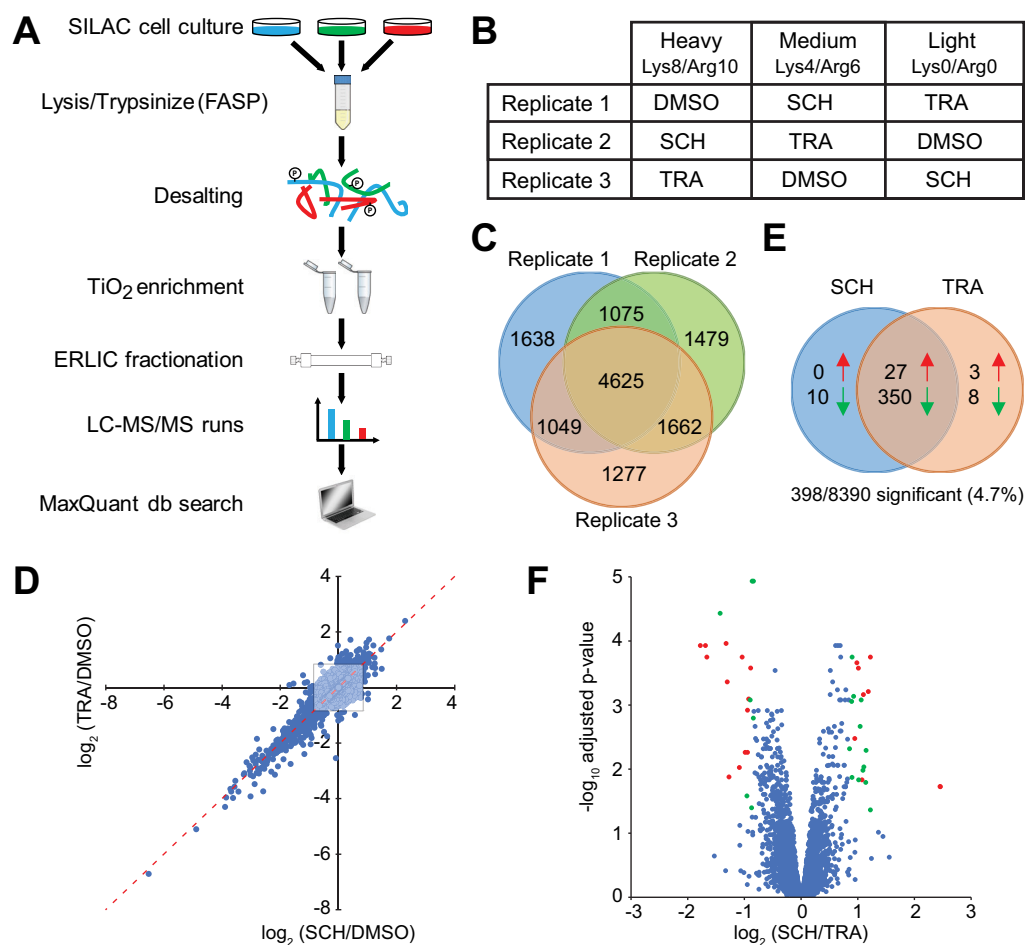 A
SILAC cell culture
Lysis/Trypsinize (FASP)
Desalting
P
P
P
TiO2 enrichment
ERLIC fractionation
LC-MS/MS runs
MaxQuant db search
B
Heavy Medium Light
Lys8/Arg10 Lys4/Arg6 Lys0/Arg0
Replicate 1 DMSO SCH TRA
Replicate 2 SCH TRA DMSO
Replicate 3 TRA DMSO SCH
C
Replicate 1 Replicate 2
1075
1638 1479
4625
1049 1662
1277
Replicate 3
E
SCH TRA
0 27 3
10 350 8
398/8390 significant (4.7%)
D
log2 (TRA/DMSO)
4
2
-8 -6 -4 -2 2 4
-2
-4
-6
-8
log2 (SCH/DMSO)
F
-log10 adjusted p-value
5
4
3
2
1
0
-3 -2 -1 0 1 2 3
log2 (SCH/TRA)